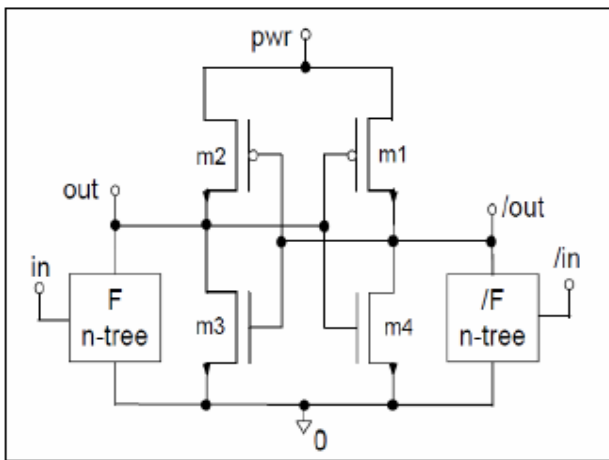 pwr
m2
m1
out
/out
in
/in
F
n-tree
m3
m4
/F
n-tree
0